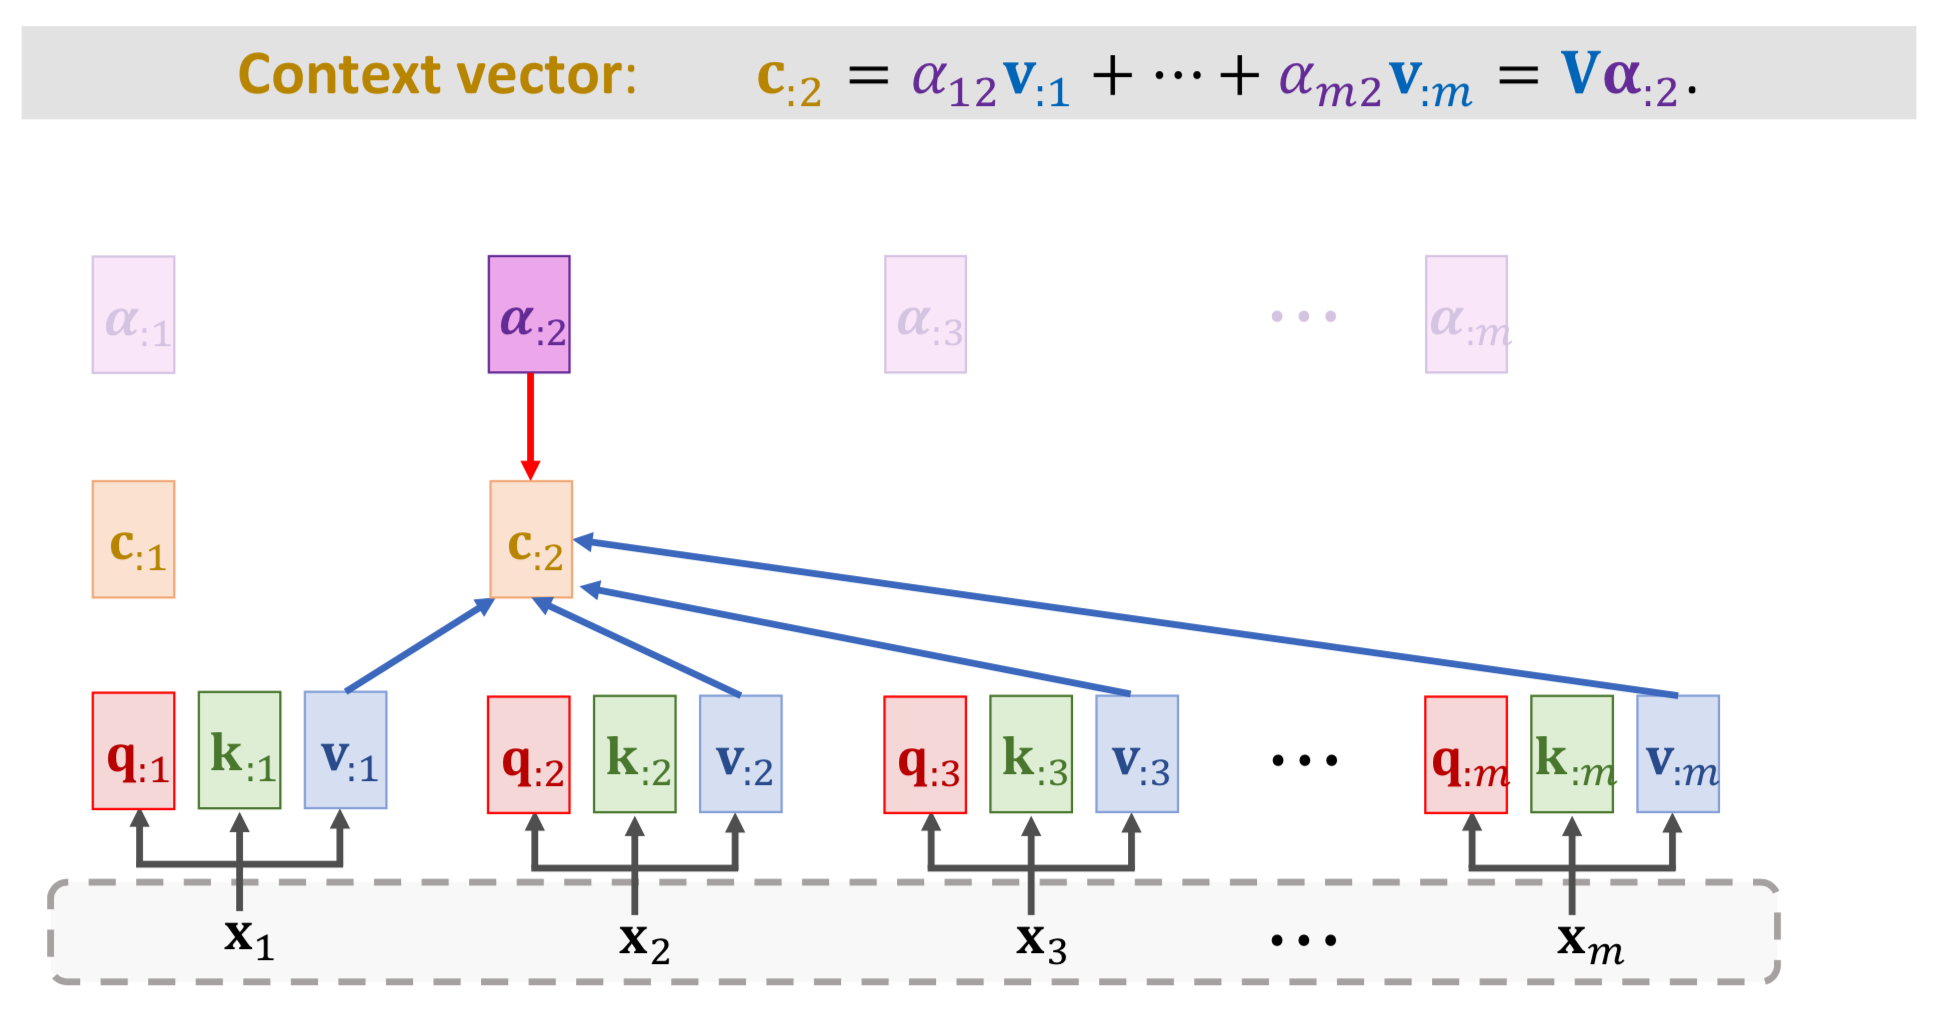 Context vector: c:2 = α12v:1 + ⋯ + αm2v:m = Vα:2.
α:1 α:2 α:3 ⋯ α:m
c:1 c:2
q:1 k:1 v:1 q:2 k:2 v:2 q:3 k:3 v:3 ⋯ q:m k:m v:m
x1 x2 x3 ⋯ xm